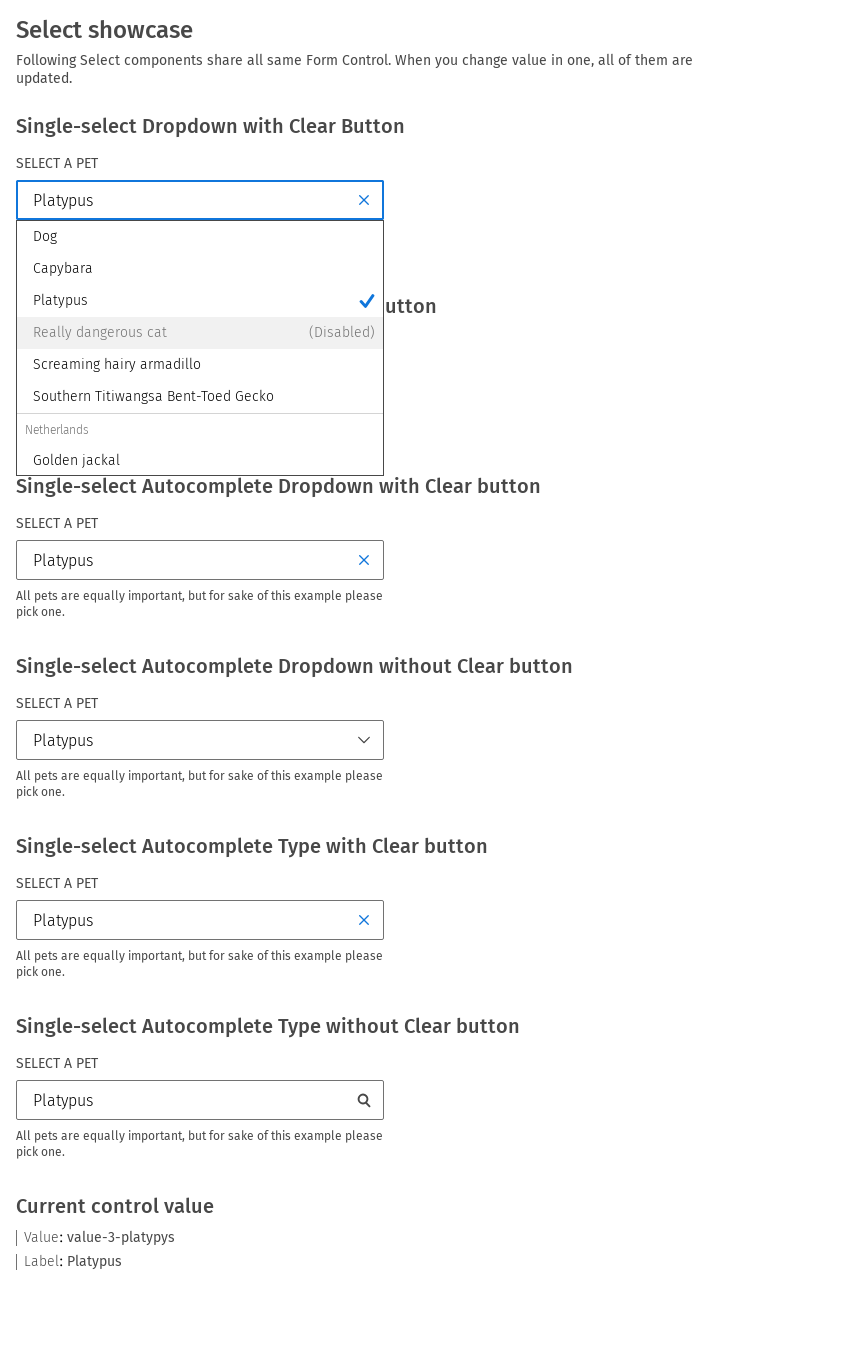 Select showcase
Following Select components share all same Form Control. When you change value in one, all of them are
updated.
Single-select Dropdown with Clear Button
SELECT A PET
Platypus
Dog
Capybara
Platypus
utton
Really dangerous cat (Disabled)
Screaming hairy armadillo
Southern Titiwangsa Bent-Toed Gecko
Netherlands
Golden jackal
Single-select Autocomplete Dropdown with Clear button
SELECT A PET
Platypus
All pets are equally important, but for sake of this example please
pick one.
Single-select Autocomplete Dropdown without Clear button
SELECT A PET
Platypus
All pets are equally important, but for sake of this example please
pick one.
Single-select Autocomplete Type with Clear button
SELECT A PET
Platypus
All pets are equally important, but for sake of this example please
pick one.
Single-select Autocomplete Type without Clear button
SELECT A PET
Platypus
All pets are equally important, but for sake of this example please
pick one.
Current control value
Value: value-3-platypys
Label: Platypus